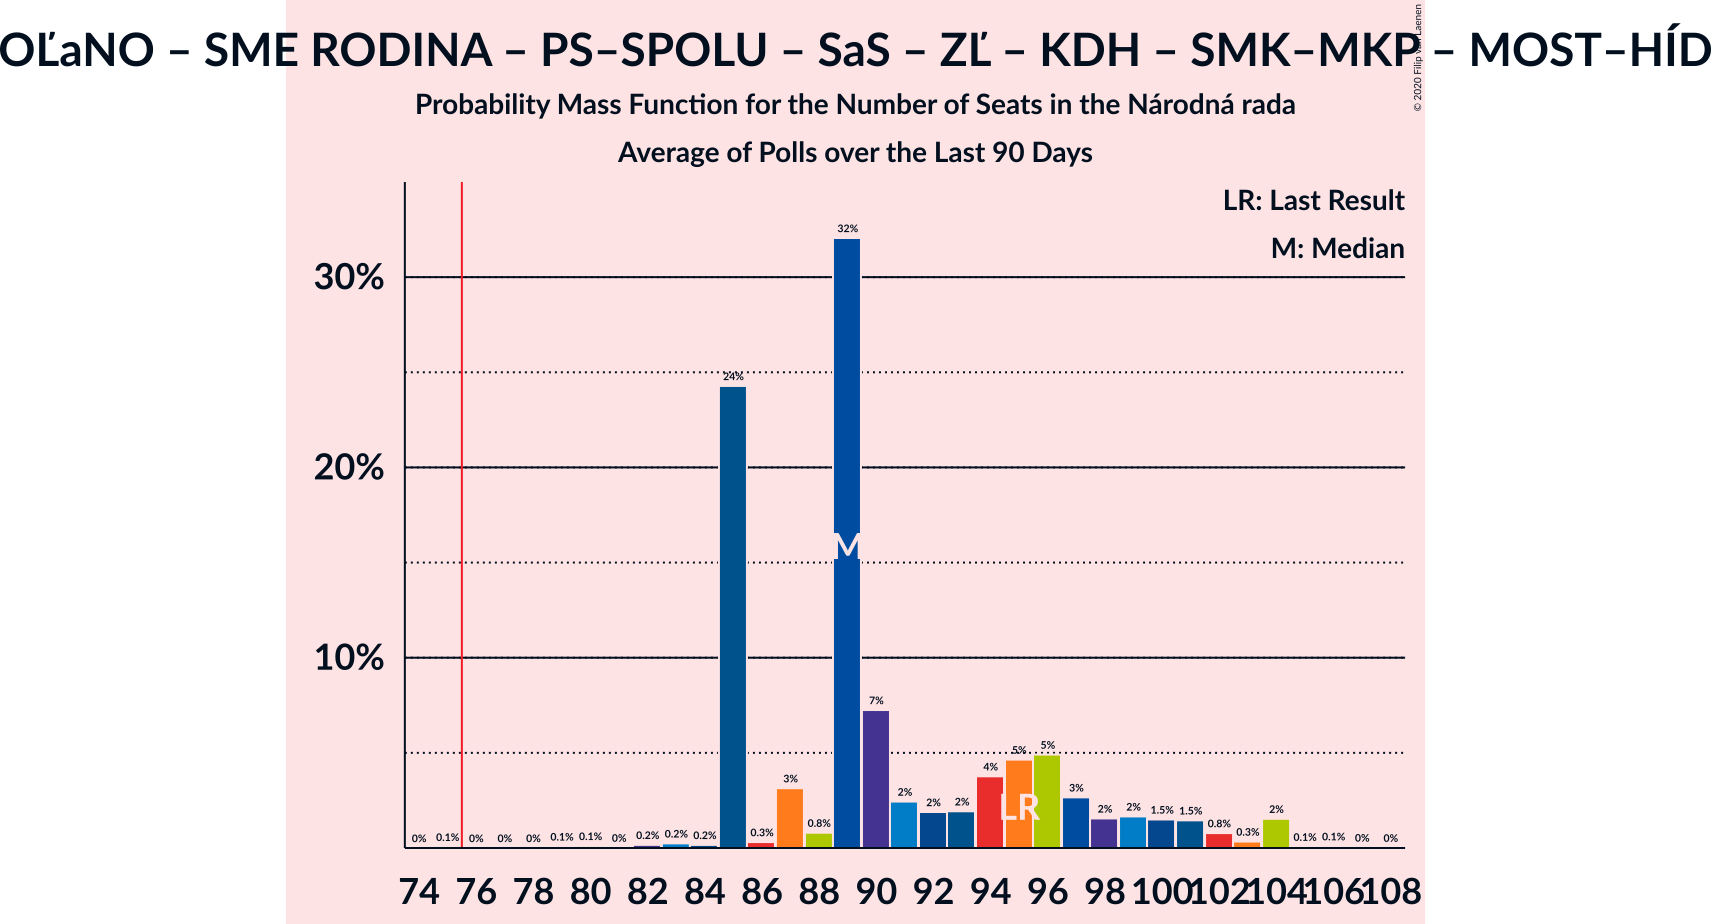 OĽaNO – SME RODINA – PS–SPOLU – SaS – ZĽ – KDH – SMK–MKP – MOST–HÍD
Probability Mass Function for the Number of Seats in the Národná rada
Average of Polls over the Last 90 Days
© 2020 Filip van Laenen
LR: Last Result
M: Median
30%
20%
10%
0% 0.1% 0% 0% 0% 0.1% 0.1% 0% 0.2% 0.2% 0.2% 24% 0.3% 3% 0.8% 32% 7% 2% 2% 2% 4% 5% 5% 3% 2% 2% 1.5% 1.5% 0.8% 0.3% 2% 0.1% 0.1% 0% 0%
M
LR
74 76 78 80 82 84 86 88 90 92 94 96 98 100 102 104 106 108